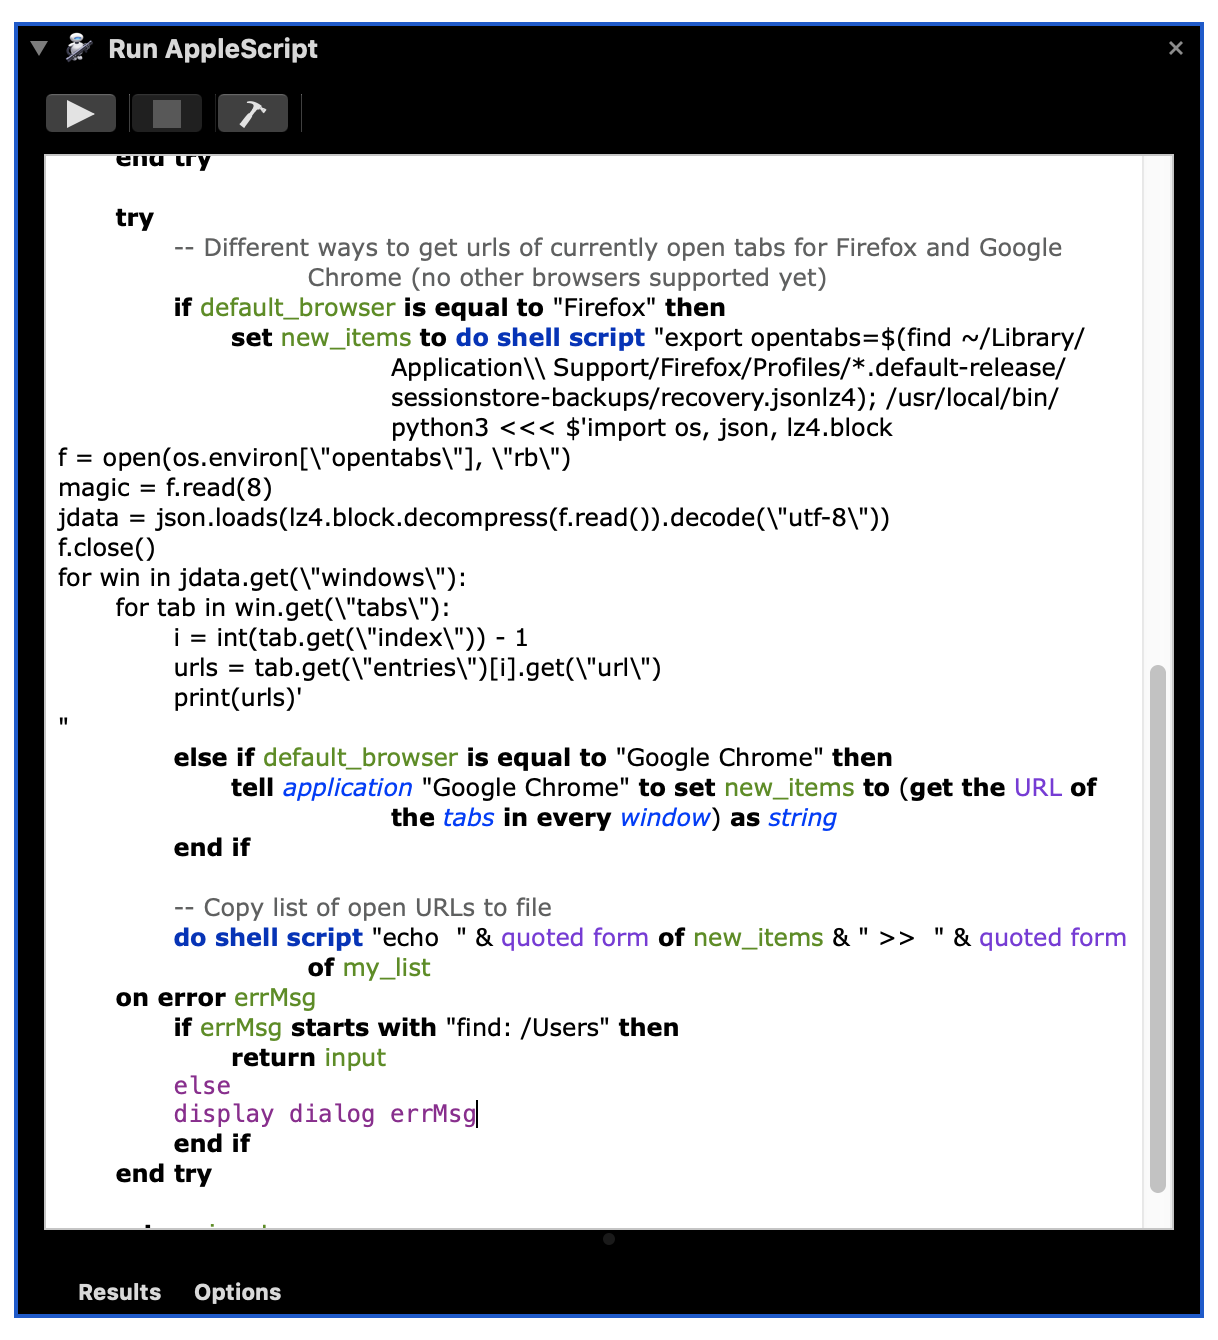 Run AppleScript
end try
try
-- Different ways to get urls of currently open tabs for Firefox and Google
Chrome (no other browsers supported yet)
if default_browser is equal to "Firefox" then
set new_items to do shell script "export opentabs=$(find ~/Library/
Application\\ Support/Firefox/Profiles/*.default-release/
sessionstore-backups/recovery.jsonlz4); /usr/local/bin/
python3 <<< $'import os, json, lz4.block
f = open(os.environ[\"opentabs\"], \"rb\")
magic = f.read(8)
jdata = json.loads(lz4.block.decompress(f.read()).decode(\"utf-8\"))
f.close()
for win in jdata.get(\"windows\"):
for tab in win.get(\"tabs\"):
i = int(tab.get(\"index\")) - 1
urls = tab.get(\"entries\")[i].get(\"url\")
print(urls)'
"
else if default_browser is equal to "Google Chrome" then
tell application "Google Chrome" to set new_items to (get the URL of
the tabs in every window) as string
end if
-- Copy list of open URLs to file
do shell script "echo  " & quoted form of new_items & " >>  " & quoted form
of my_list
on error errMsg
if errMsg starts with "find: /Users" then
return input
else
display dialog errMsg
end if
end try
Results Options